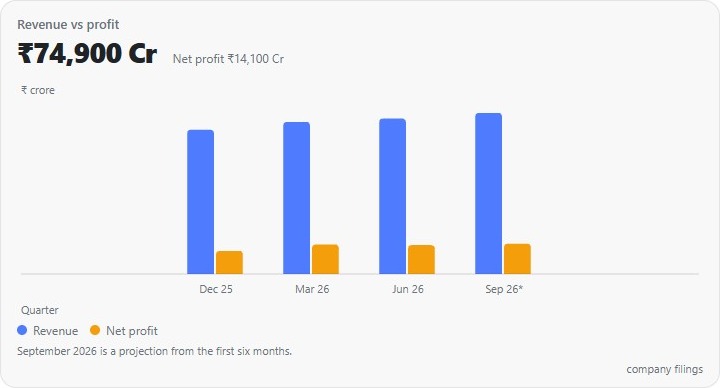 Revenue vs profit
₹74,900 Cr Net profit ₹14,100 Cr
₹ crore
Dec 25 Mar 26 Jun 26 Sep 26*
Quarter
Revenue Net profit
September 2026 is a projection from the first six months.
company filings